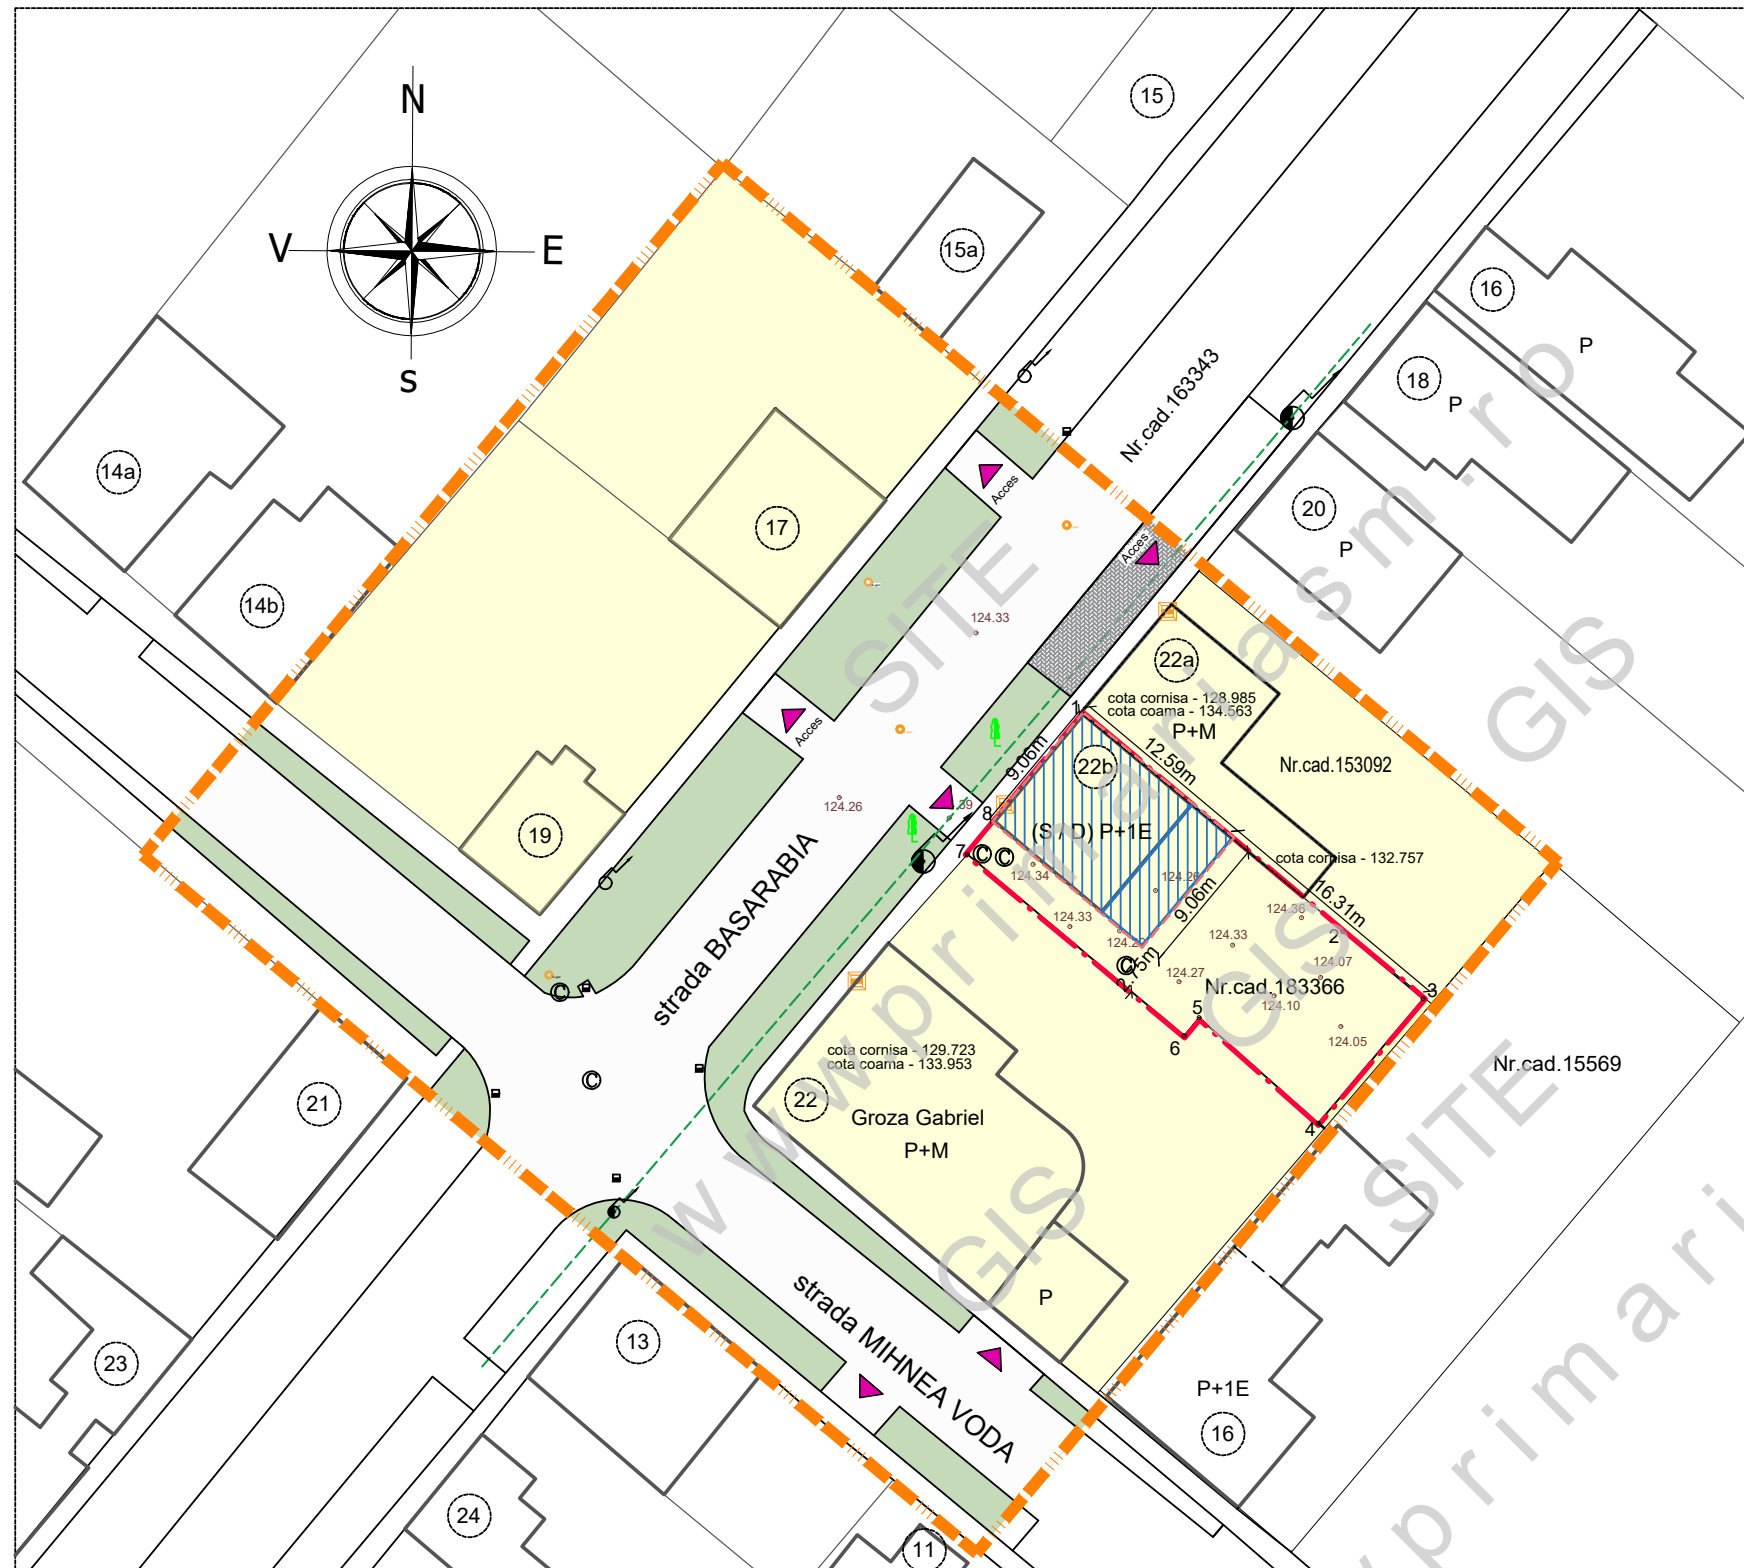 N
V
E
s
15
15a
16
P
18
P
20
P
Nr.cad.163343
14a
14b
17
19
Acces
Acces
Acces
124.33
124.26
22a
cota cornisa - 128.985
cota coama - 134.563
P+M
Nr.cad.153092
1
9.06m
12.59m
22b
(S / D) P+1E
8
7
124.34
124.26
9.06m
cota cornisa - 132.757
16.31m
124.36
2
124.33
124.33
124.07
124.27
Nr.cad.183366
124.10
3
124.05
5
6
4
Nr.cad.15569
strada BASARABIA
cota cornisa - 129.723
cota coama - 133.953
22
Groza Gabriel
P+M
P
21
23
24
13
11
strada MIHNEA VODA
P+1E
16
SITE
GIS
www.primariasm.ro
GIS
SITE
GIS